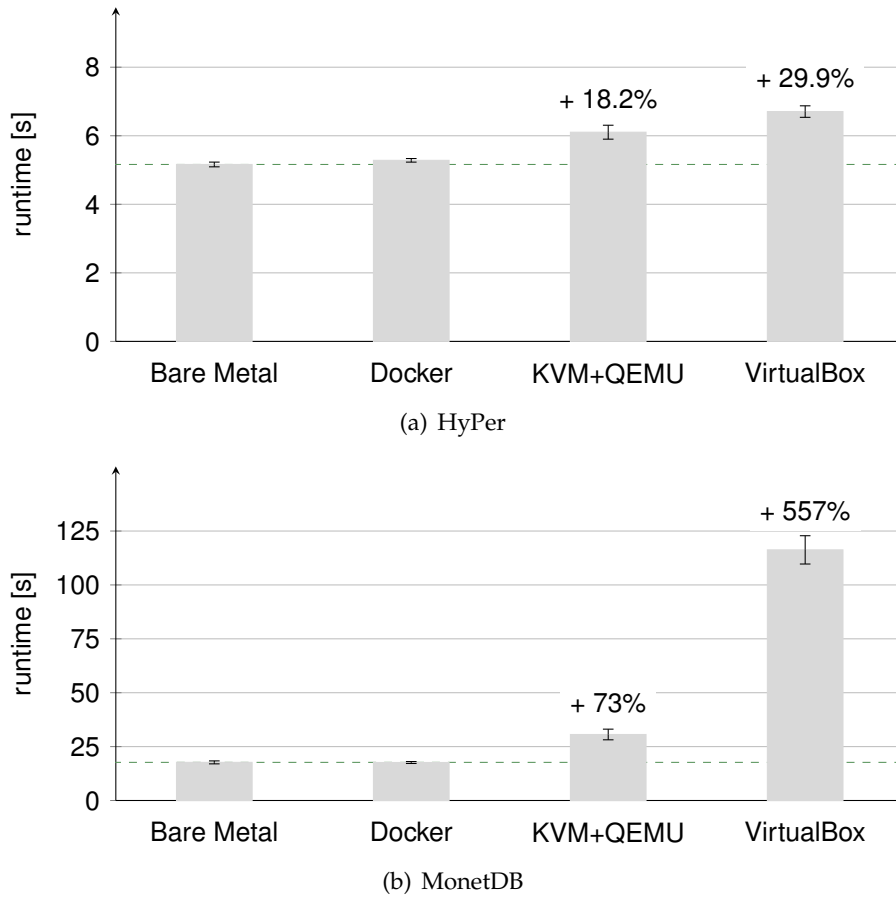 + 29.9%
+ 18.2%
8
6
4
2
0
runtime [s]
Bare Metal Docker KVM+QEMU VirtualBox
(a) HyPer
+ 557%
+ 73%
125
100
75
50
25
0
runtime [s]
Bare Metal Docker KVM+QEMU VirtualBox
(b) MonetDB